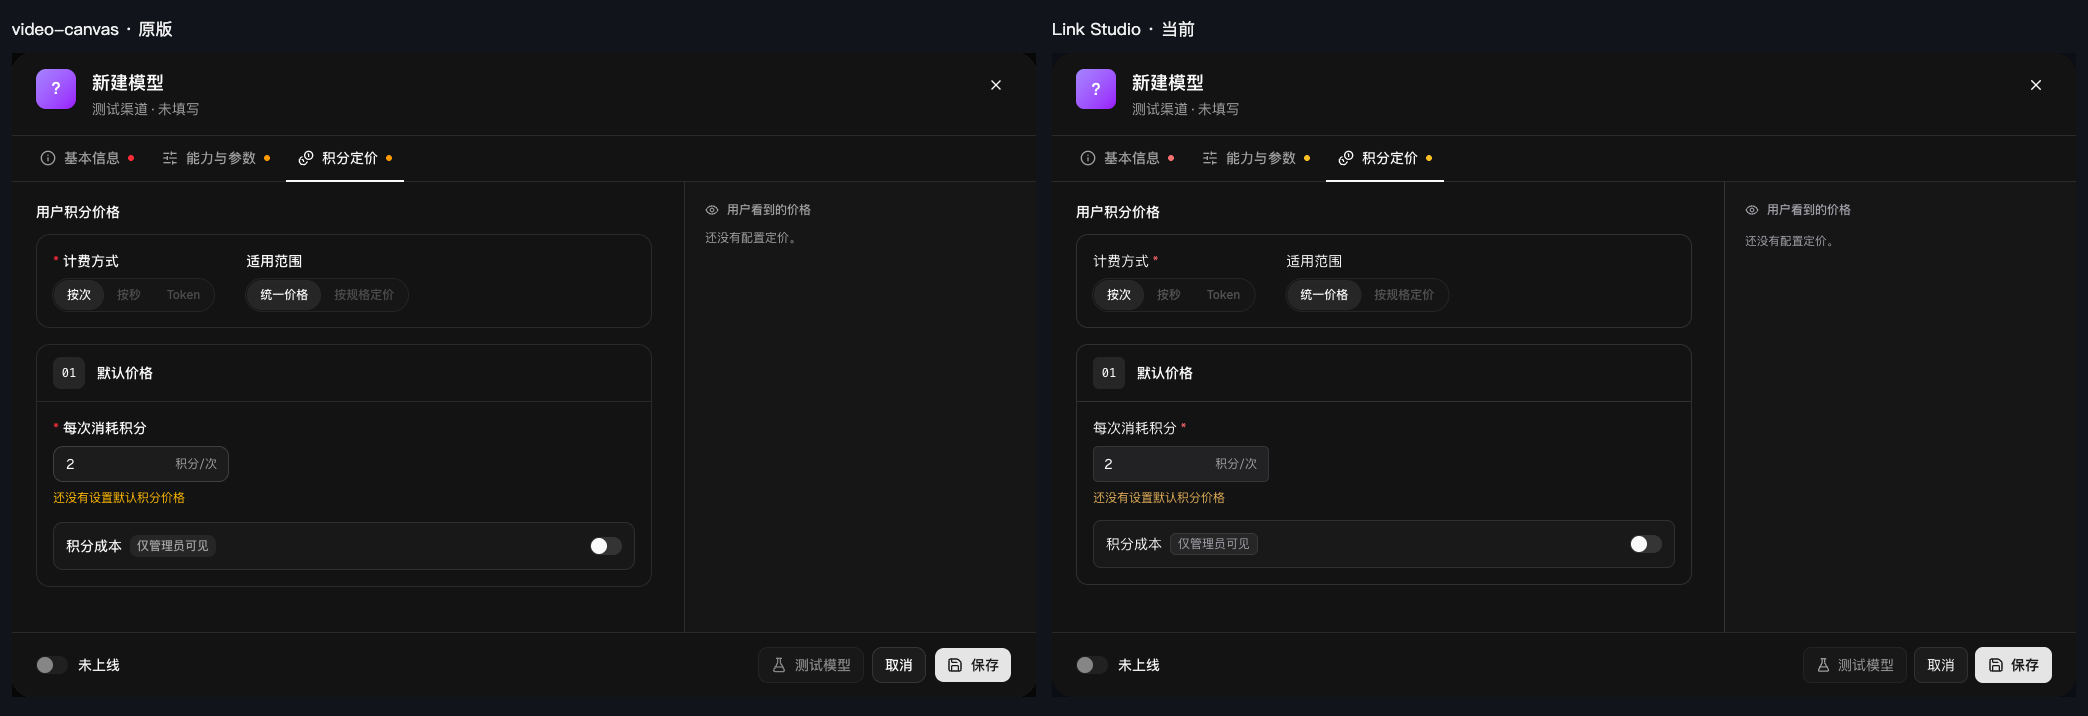 video-canvas · 原版
?
新建模型
测试渠道 · 未填写
基本信息
能力与参数
积分定价
用户积分价格
* 计费方式
适用范围
按次 按秒 Token
统一价格 按规格定价
01 默认价格
* 每次消耗积分
2 积分/次
还没有设置默认积分价格
积分成本 仅管理员可见
用户看到的价格
还没有配置定价。
未上线
测试模型
取消
保存
Link Studio · 当前
?
新建模型
测试渠道 · 未填写
基本信息
能力与参数
积分定价
用户积分价格
计费方式 *
适用范围
按次 按秒 Token
统一价格 按规格定价
01 默认价格
每次消耗积分 *
2 积分/次
还没有设置默认积分价格
积分成本 仅管理员可见
用户看到的价格
还没有配置定价。
未上线
测试模型
取消
保存